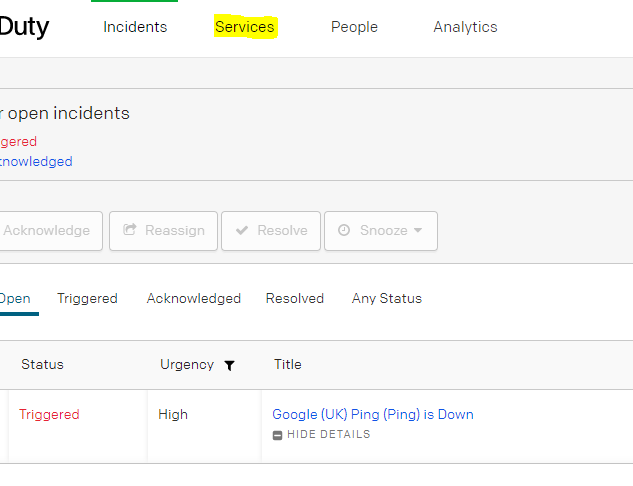 Duty Incidents Services People Analytics
r open incidents
ggered
knowledged
Acknowledge Reassign Resolve Snooze
Open Triggered Acknowledged Resolved Any Status
Status Urgency Title
Triggered High Google (UK) Ping (Ping) is Down
HIDE DETAILS